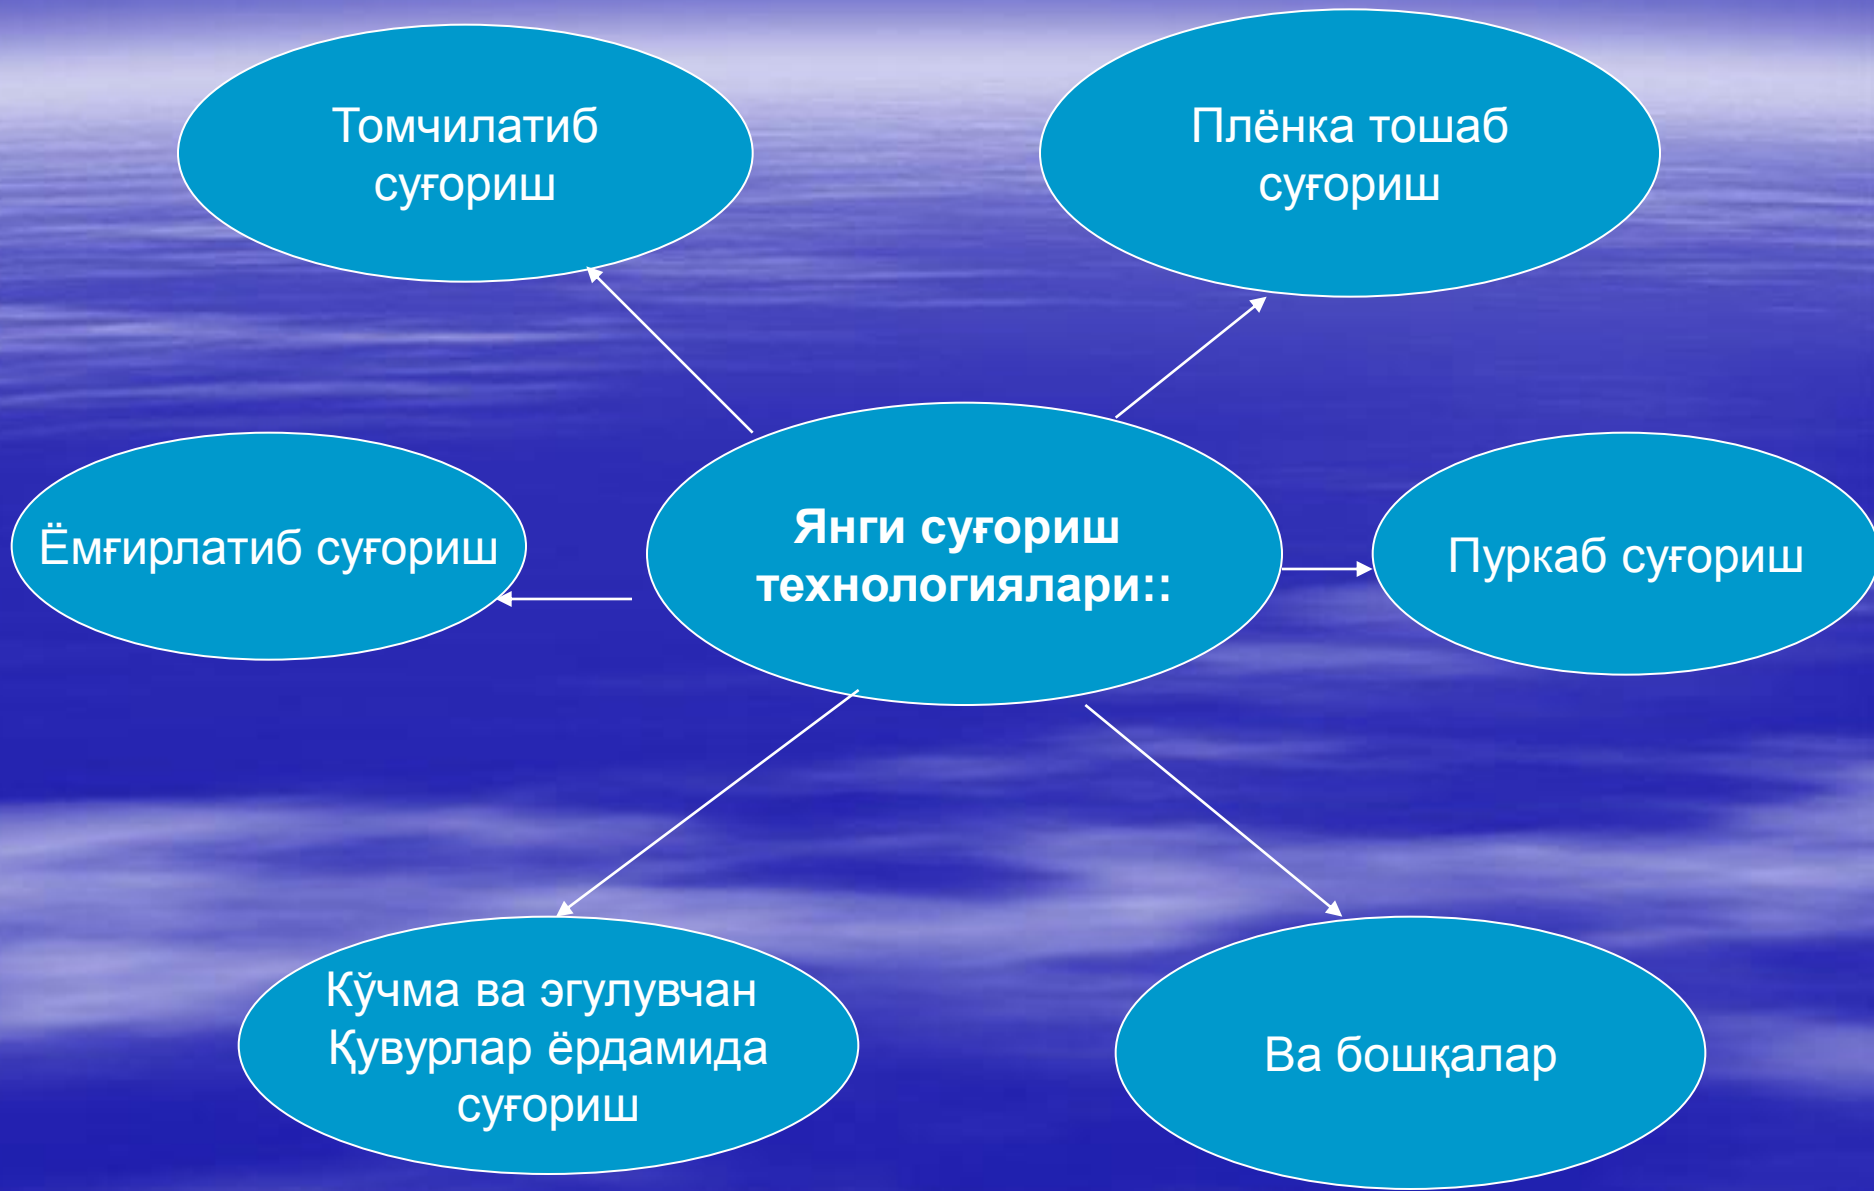 Томчилатиб
суғориш
Плёнка тошаб
суғориш
Ёмғирлатиб суғориш
Янги суғориш
технологиялари::
Пуркаб суғориш
Кўчма ва эгулувчан
Қувурлар ёрдамида
суғориш
Ва бошқалар